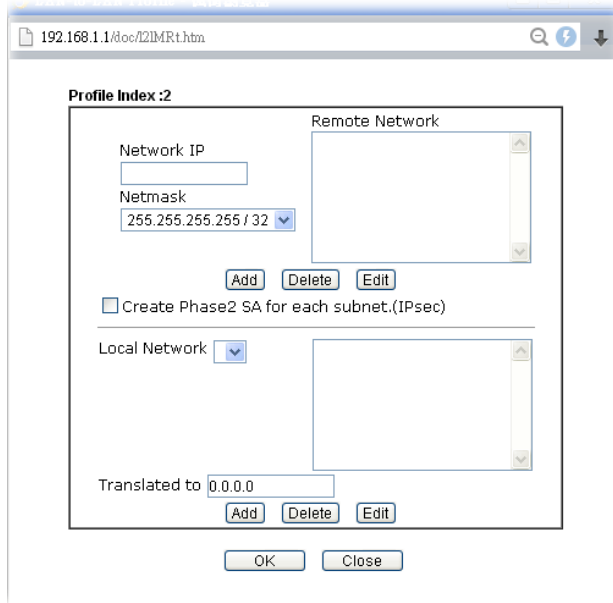 192.168.1.1/doc/l2lMRt.htm
Profile Index :2
Remote Network
Network IP
Netmask
255.255.255.255 / 32
Add Delete Edit
Create Phase2 SA for each subnet.(IPsec)
Local Network
Translated to 0.0.0.0
Add Delete Edit
OK Close